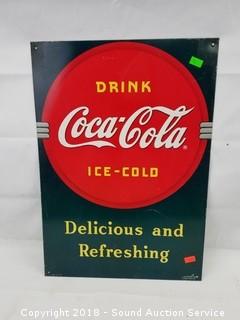 DRINK
Coca-Cola
ICE-COLD
Delicious and
Refreshing
Copyright 2018 - Sound Auction Service